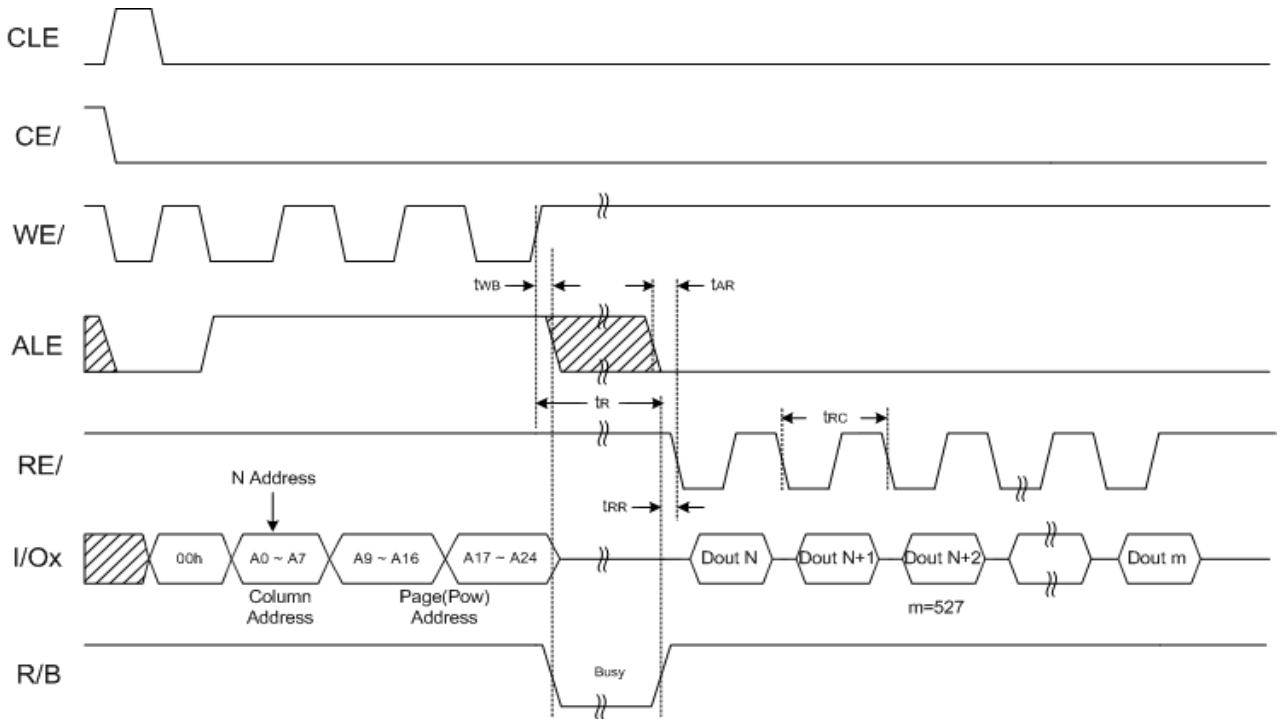 CLE
CE/
WE/
tWB
tAR
ALE
tR
tRC
RE/
N Address
tRR
I/Ox
00h
A0 ~ A7
A9 ~ A16
A17 ~ A24
Dout N
Dout N+1
Dout N+2
Dout m
Column
Address
Page(Pow)
Address
m=527
R/B
Busy